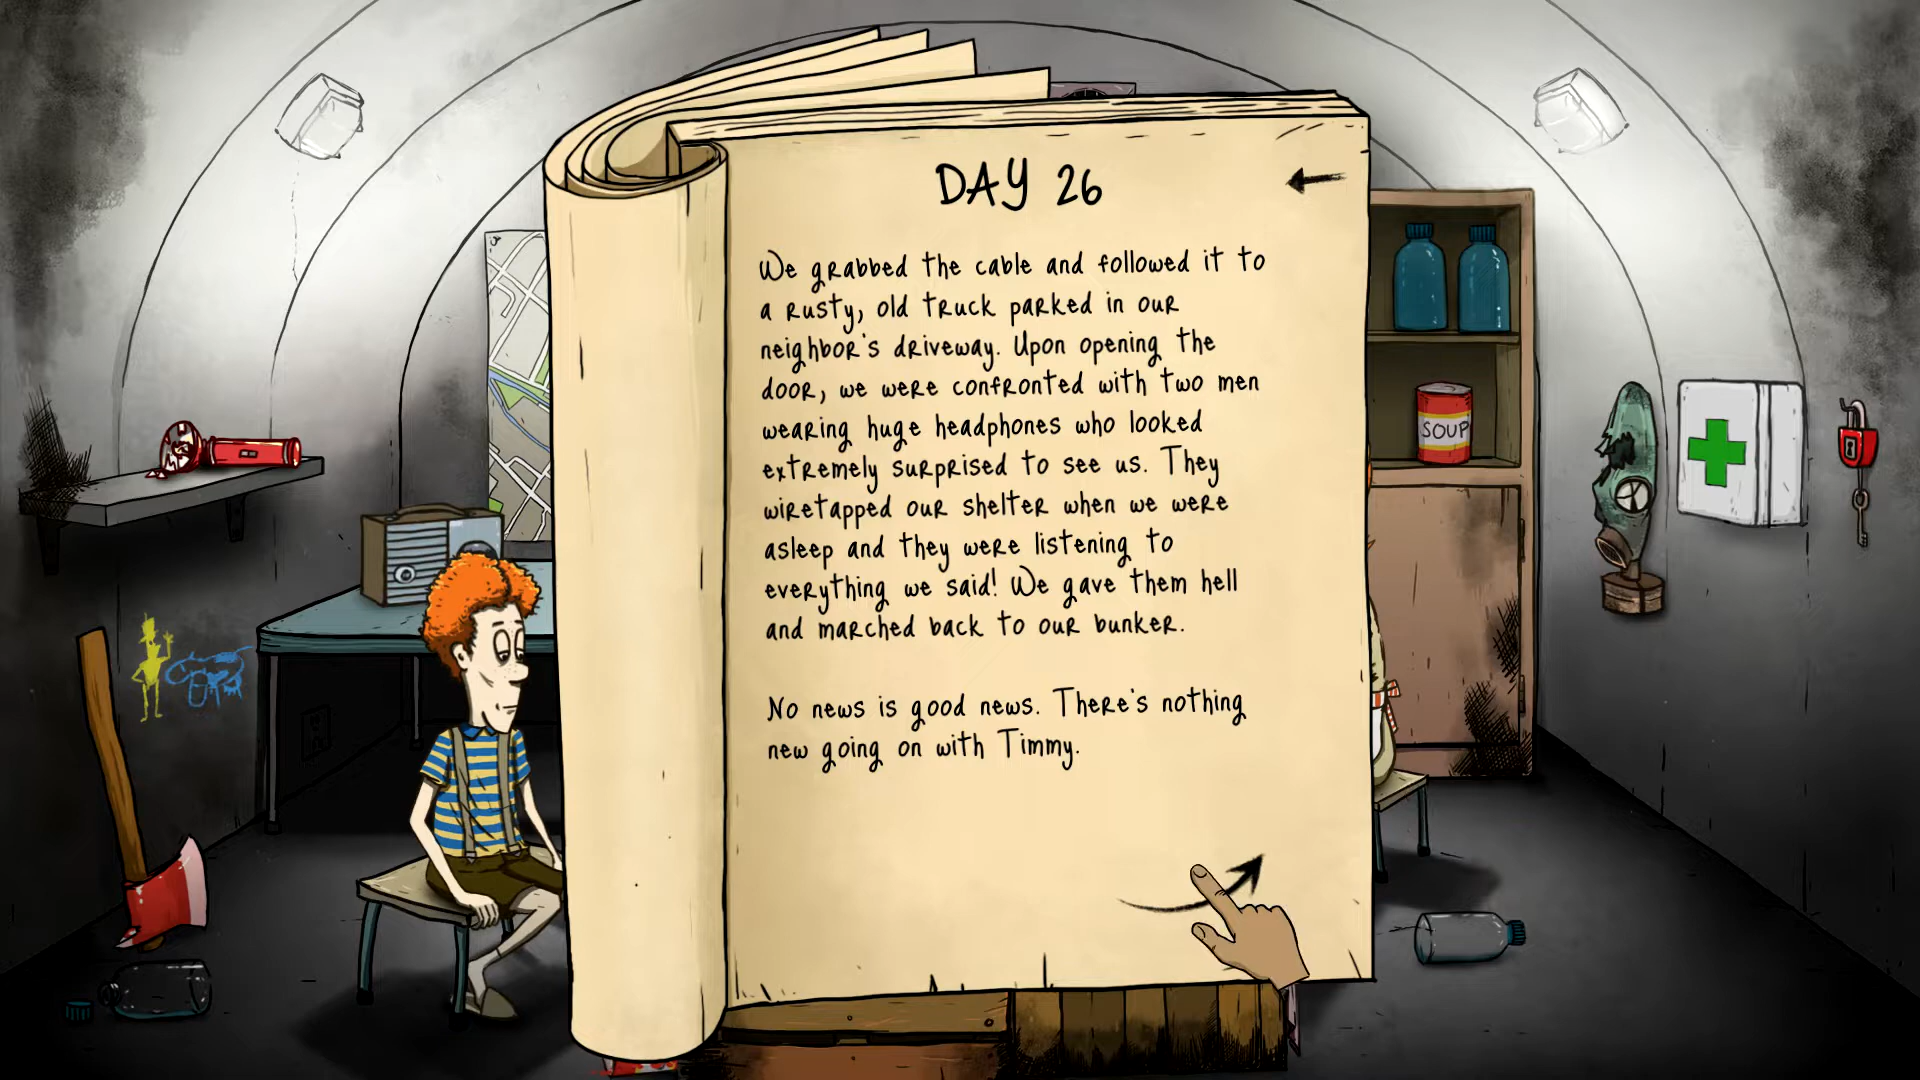 DAY 26
We grabbed the cable and followed it to
a rusty, old truck parked in our
neighbor's driveway. Upon opening the
door, we were confronted with two men
wearing huge headphones who looked
extremely surprised to see us. They
wiretapped our shelter when we were
asleep and they were listening to
everything we said! We gave them hell
and marched back to our bunker.
No news is good news. There's nothing
new going on with Timmy.
SOUP